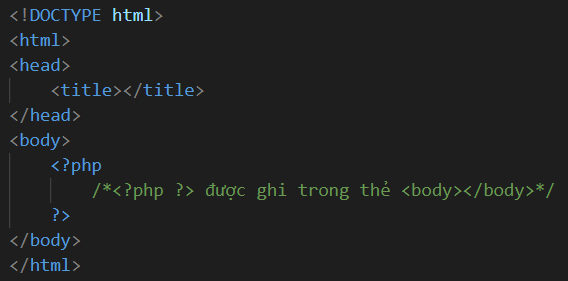 <!DOCTYPE html>
<html>
<head>
    <title></title>
</head>
<body>
    <?php
        /*<?php ?> được ghi trong thẻ <body></body>*/
    ?>
</body>
</html>